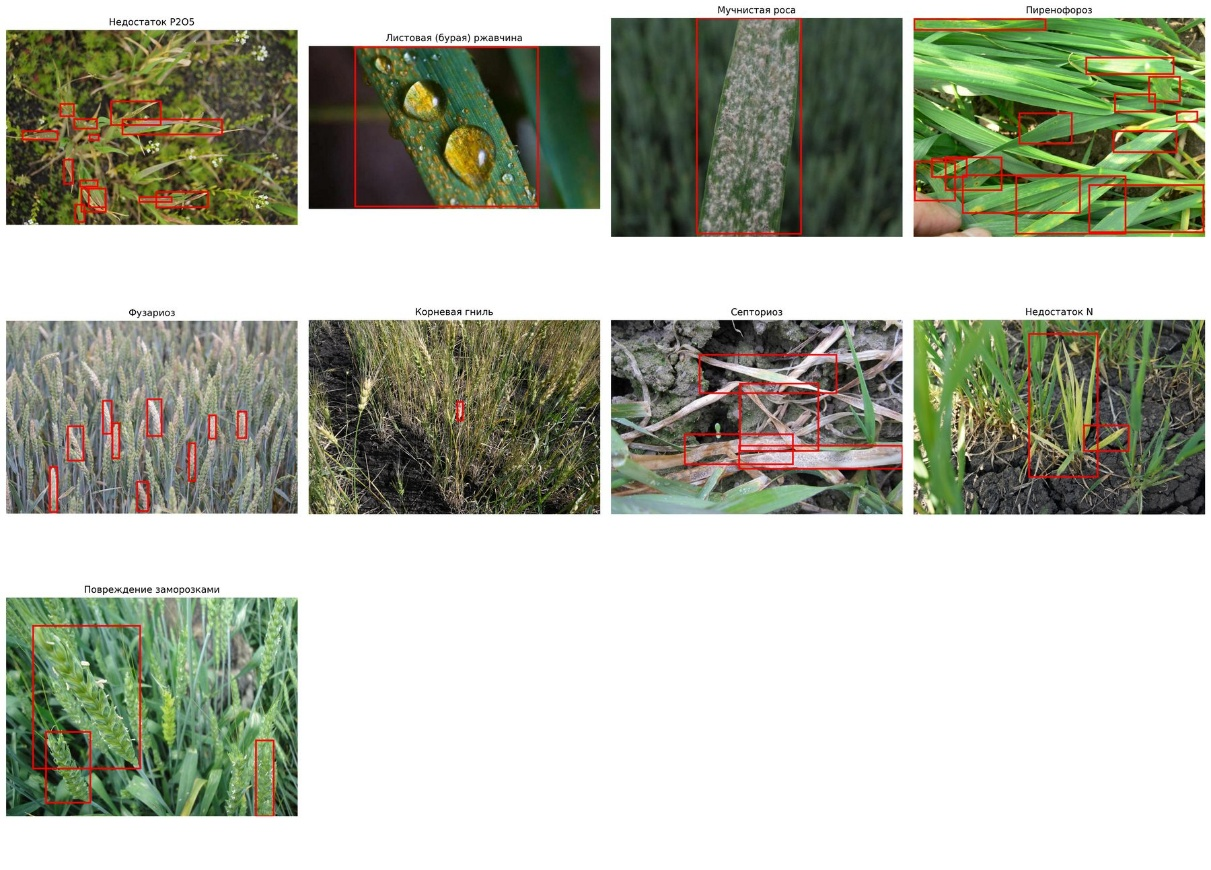 Недостаток P2O5
Листовая (бурая) ржавчина
Мучнистая роса
Пиренофороз
Фузариоз
Корневая гниль
Септориоз
Недостаток N
Повреждение заморозками